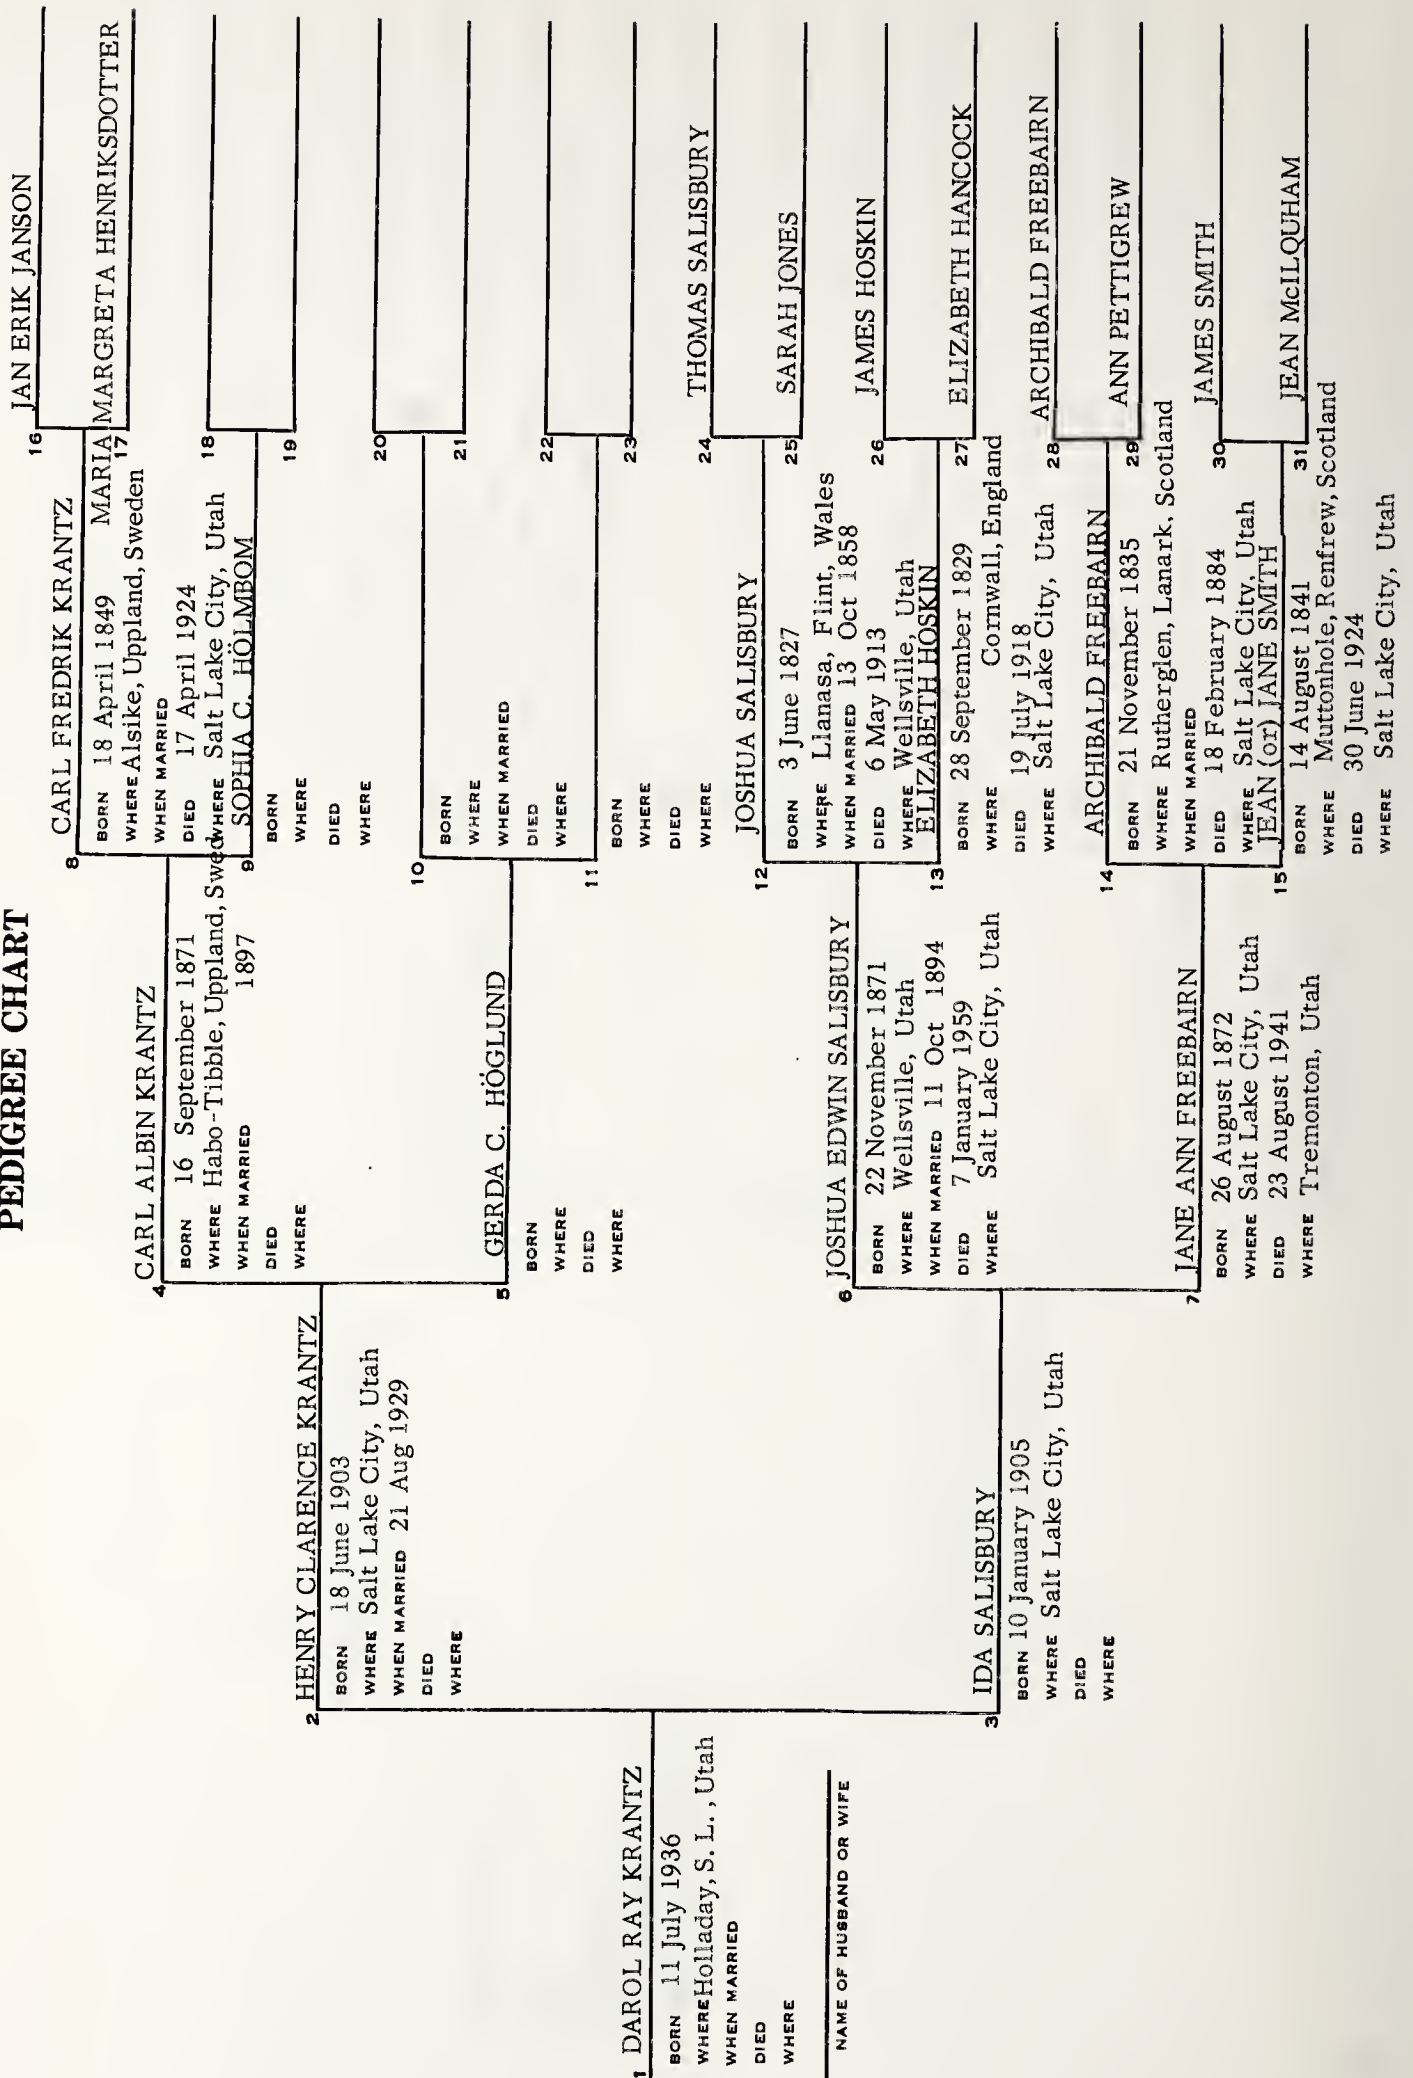 PEDIGREE CHART
1 DAROL RAY KRANTZ
BORN 11 July 1936
WHERE Holladay, S. L., Utah
WHEN MARRIED
DIED
WHERE
NAME OF HUSBAND OR WIFE
2 HENRY CLARENCE KRANTZ
BORN 18 June 1903
WHERE Salt Lake City, Utah
WHEN MARRIED 21 Aug 1929
DIED
WHERE
3 IDA SALISBURY
BORN 10 January 1905
WHERE Salt Lake City, Utah
DIED
WHERE
4 CARL ALBIN KRANTZ
BORN 16 September 1871
WHERE Habo-Tibble, Uppland, Swed
WHEN MARRIED 1897
DIED
WHERE
5 GERDA C. HÖGLUND
BORN
WHERE
DIED
WHERE
6 JOSHUA EDWIN SALISBURY
BORN 22 November 1871
WHERE Wellsville, Utah
WHEN MARRIED 11 Oct 1894
DIED 7 January 1959
WHERE Salt Lake City, Utah
7 JANE ANN FREEBAIRN
BORN 26 August 1872
WHERE Salt Lake City, Utah
DIED 23 August 1941
WHERE Tremonton, Utah
8 CARL FREDRIK KRANTZ
BORN 18 April 1849
WHERE Alsike, Uppland, Sweden
WHEN MARRIED
DIED 17 April 1924
WHERE Salt Lake City, Utah
9 SOPHIA C. HÖLMBOM
BORN
WHERE
DIED
WHERE
10
BORN
WHERE
WHEN MARRIED
DIED
WHERE
11
BORN
WHERE
DIED
WHERE
12 JOSHUA SALISBURY
BORN 3 June 1827
WHERE Llanasa, Flint, Wales
WHEN MARRIED 13 Oct 1858
DIED 6 May 1913
WHERE Wellsville, Utah
13 ELIZABETH HOSKIN
BORN 28 September 1829
WHERE Cornwall, England
DIED 19 July 1918
WHERE Salt Lake City, Utah
14 ARCHIBALD FREEBAIRN
BORN 21 November 1835
WHERE Rutherglen, Lanark, Scotland
WHEN MARRIED
DIED 18 February 1884
WHERE Salt Lake City, Utah
15 JEAN (or) JANE SMITH
BORN 14 August 1841
WHERE Muttonhole, Renfrew, Scotland
DIED 30 June 1924
WHERE Salt Lake City, Utah
16 JAN ERIK JANSON
17 MARIA MARGRETA HENRIKSDOTTER
18
19
20
21
22
23
24 THOMAS SALISBURY
25 SARAH JONES
26 JAMES HOSKIN
27 ELIZABETH HANCOCK
28 ARCHIBALD FREEBAIRN
29 ANN PETTIGREW
30 JAMES SMITH
31 JEAN McILQUHAM